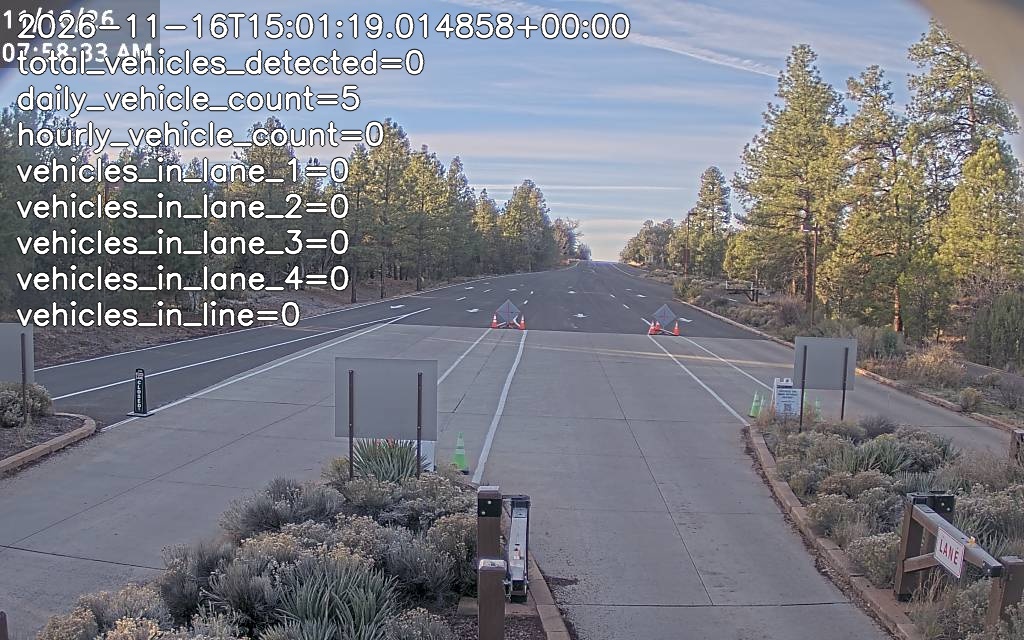 2026-11-16T15:01:19.014858+00:00
07:58:33 AM
total_vehicles_detected=0
daily_vehicle_count=5
hourly_vehicle_count=0
vehicles_in_lane_1=0
vehicles_in_lane_2=0
vehicles_in_lane_3=0
vehicles_in_lane_4=0
vehicles_in_line=0
LANE